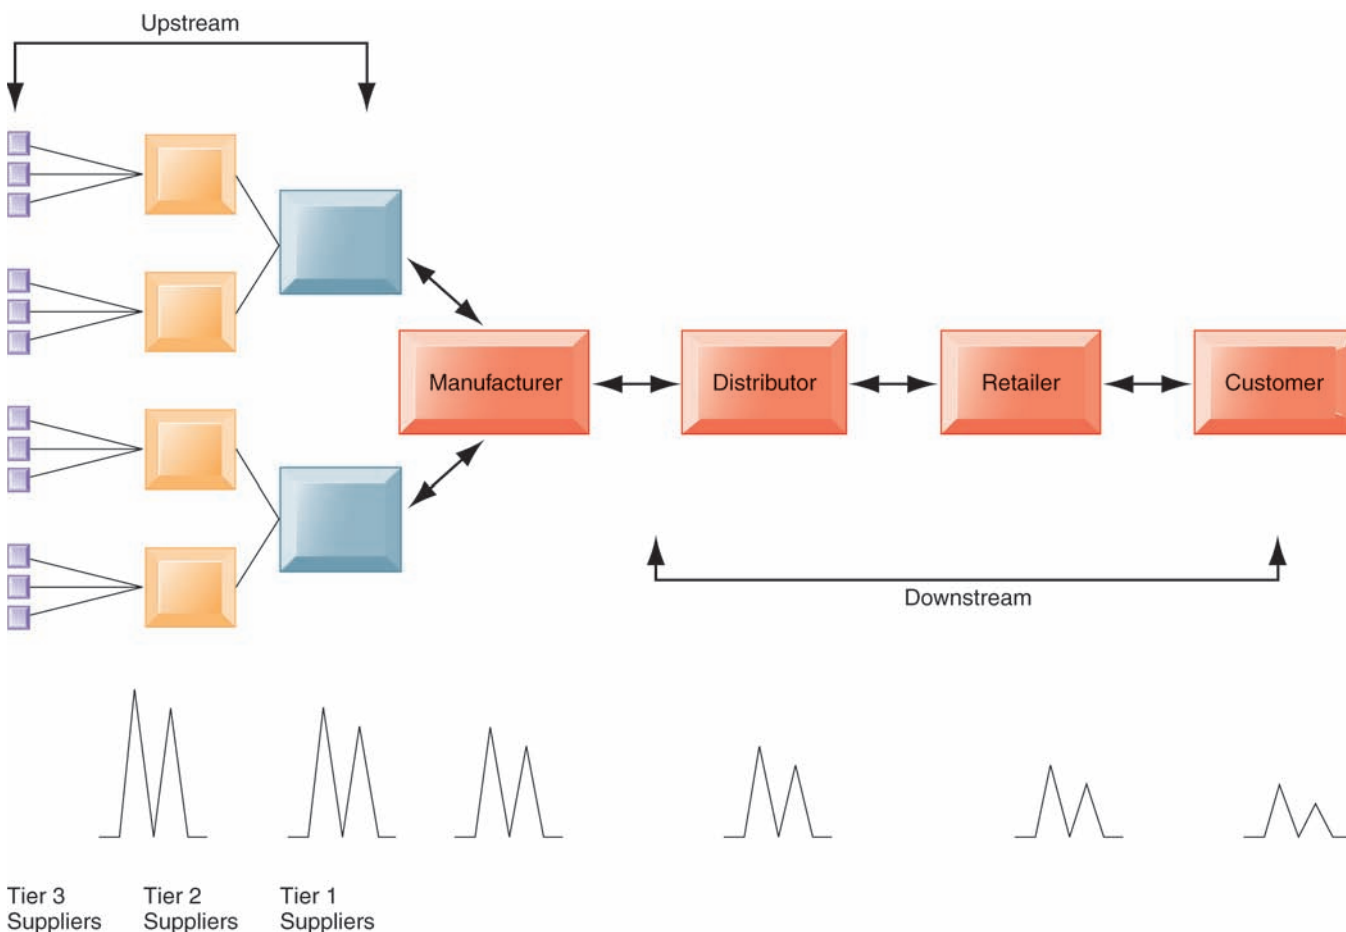 Upstream
Manufacturer
Distributor
Retailer
Customer
Downstream
Tier 3
Suppliers
Tier 2
Suppliers
Tier 1
Suppliers